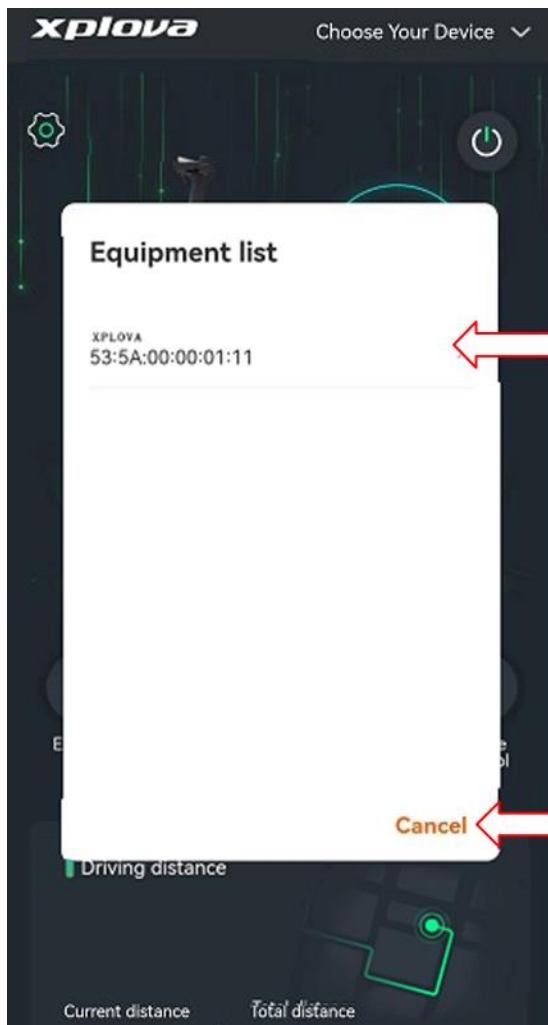 xplova
Choose Your Device
Equipment list
XPLOVA
53:5A:00:00:01:11
Cancel
Driving distance
Current distance
Total distance